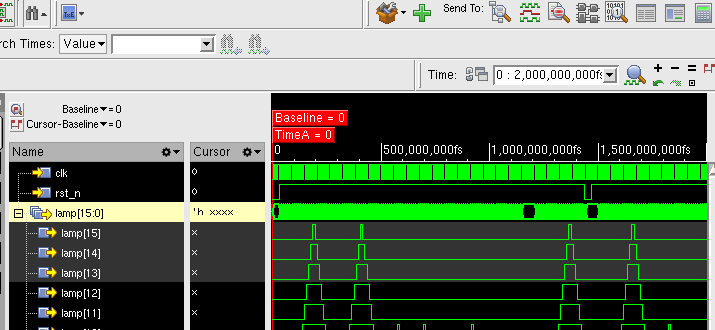 Send To:
rch Times: Value
Time: 0 : 2,000,000,000fs
Baseline = 0
Cursor-Baseline = 0
Baseline = 0
TimeA = 0
0 500,000,000fs 1,000,000,000fs 1,500,000,000fs
Name Cursor
clk 0
rst_n 0
lamp[15:0] 'h xxxx
lamp[15] x
lamp[14] x
lamp[13] x
lamp[12] x
lamp[11] x